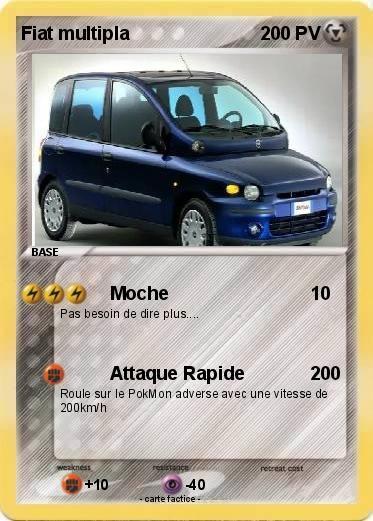 Fiat multipla 200 PV
BASE
Moche 10
Pas besoin de dire plus....
Attaque Rapide 200
Roule sur le PokMon adverse avec une vitesse de
200km/h
weakness resistance retreat cost
+10 -40
- carte factice -